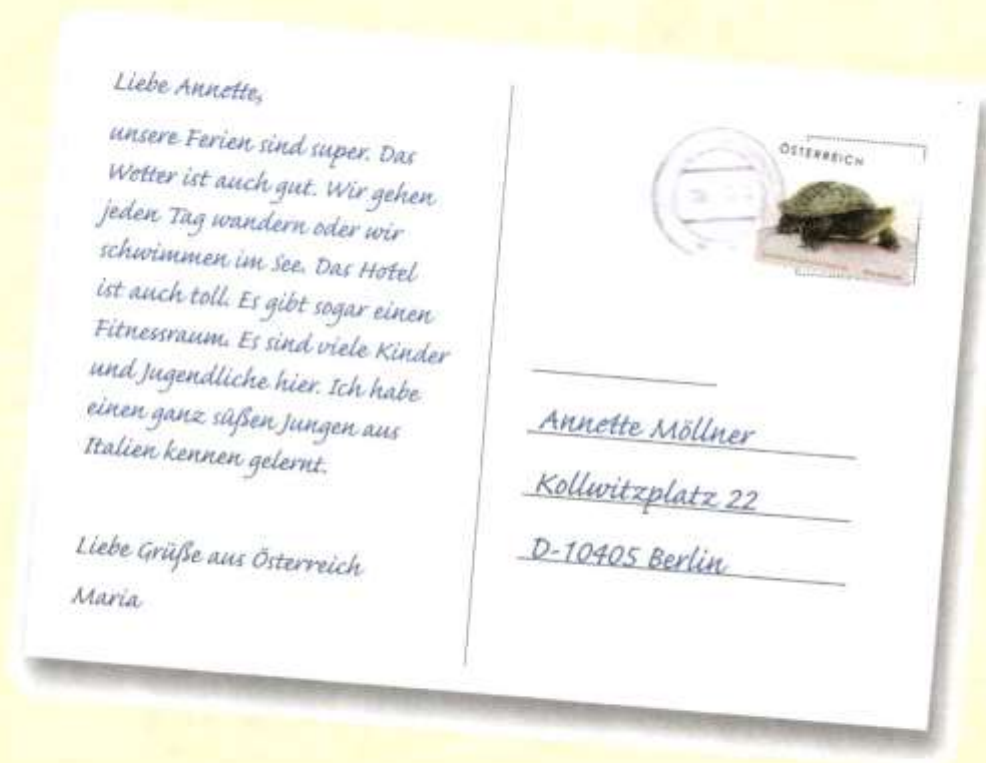 Liebe Annette,
unsere Ferien sind super. Das
Wetter ist auch gut. Wir gehen
jeden Tag wandern oder wir
schwimmen im See. Das Hotel
ist auch toll. Es gibt sogar einen
Fitnessraum. Es sind viele Kinder
und Jugendliche hier. Ich habe
einen ganz süßen Jungen aus
Italien kennen gelernt.
Liebe Grüße aus Österreich
Maria
ÖSTERREICH
Annette Möllner
Kollwitzplatz 22
D-10405 Berlin